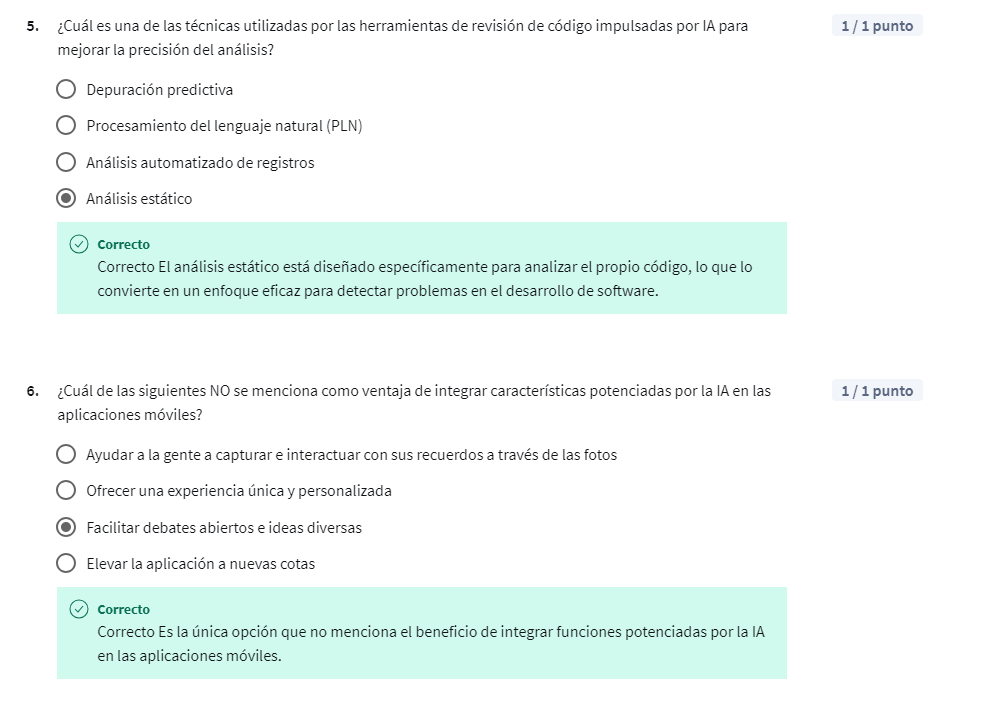 5. ¿Cuál es una de las técnicas utilizadas por las herramientas de revisión de código impulsadas por IA para 1 / 1 punto
mejorar la precisión del análisis?
Depuración predictiva
Procesamiento del lenguaje natural (PLN)
Análisis automatizado de registros
Análisis estático
Correcto
Correcto El análisis estático está diseñado específicamente para analizar el propio código, lo que lo
convierte en un enfoque eficaz para detectar problemas en el desarrollo de software.
6. ¿Cuál de las siguientes NO se menciona como ventaja de integrar características potenciadas por la IA en las 1 / 1 punto
aplicaciones móviles?
Ayudar a la gente a capturar e interactuar con sus recuerdos a través de las fotos
Ofrecer una experiencia única y personalizada
Facilitar debates abiertos e ideas diversas
Elevar la aplicación a nuevas cotas
Correcto
Correcto Es la única opción que no menciona el beneficio de integrar funciones potenciadas por la IA
en las aplicaciones móviles.